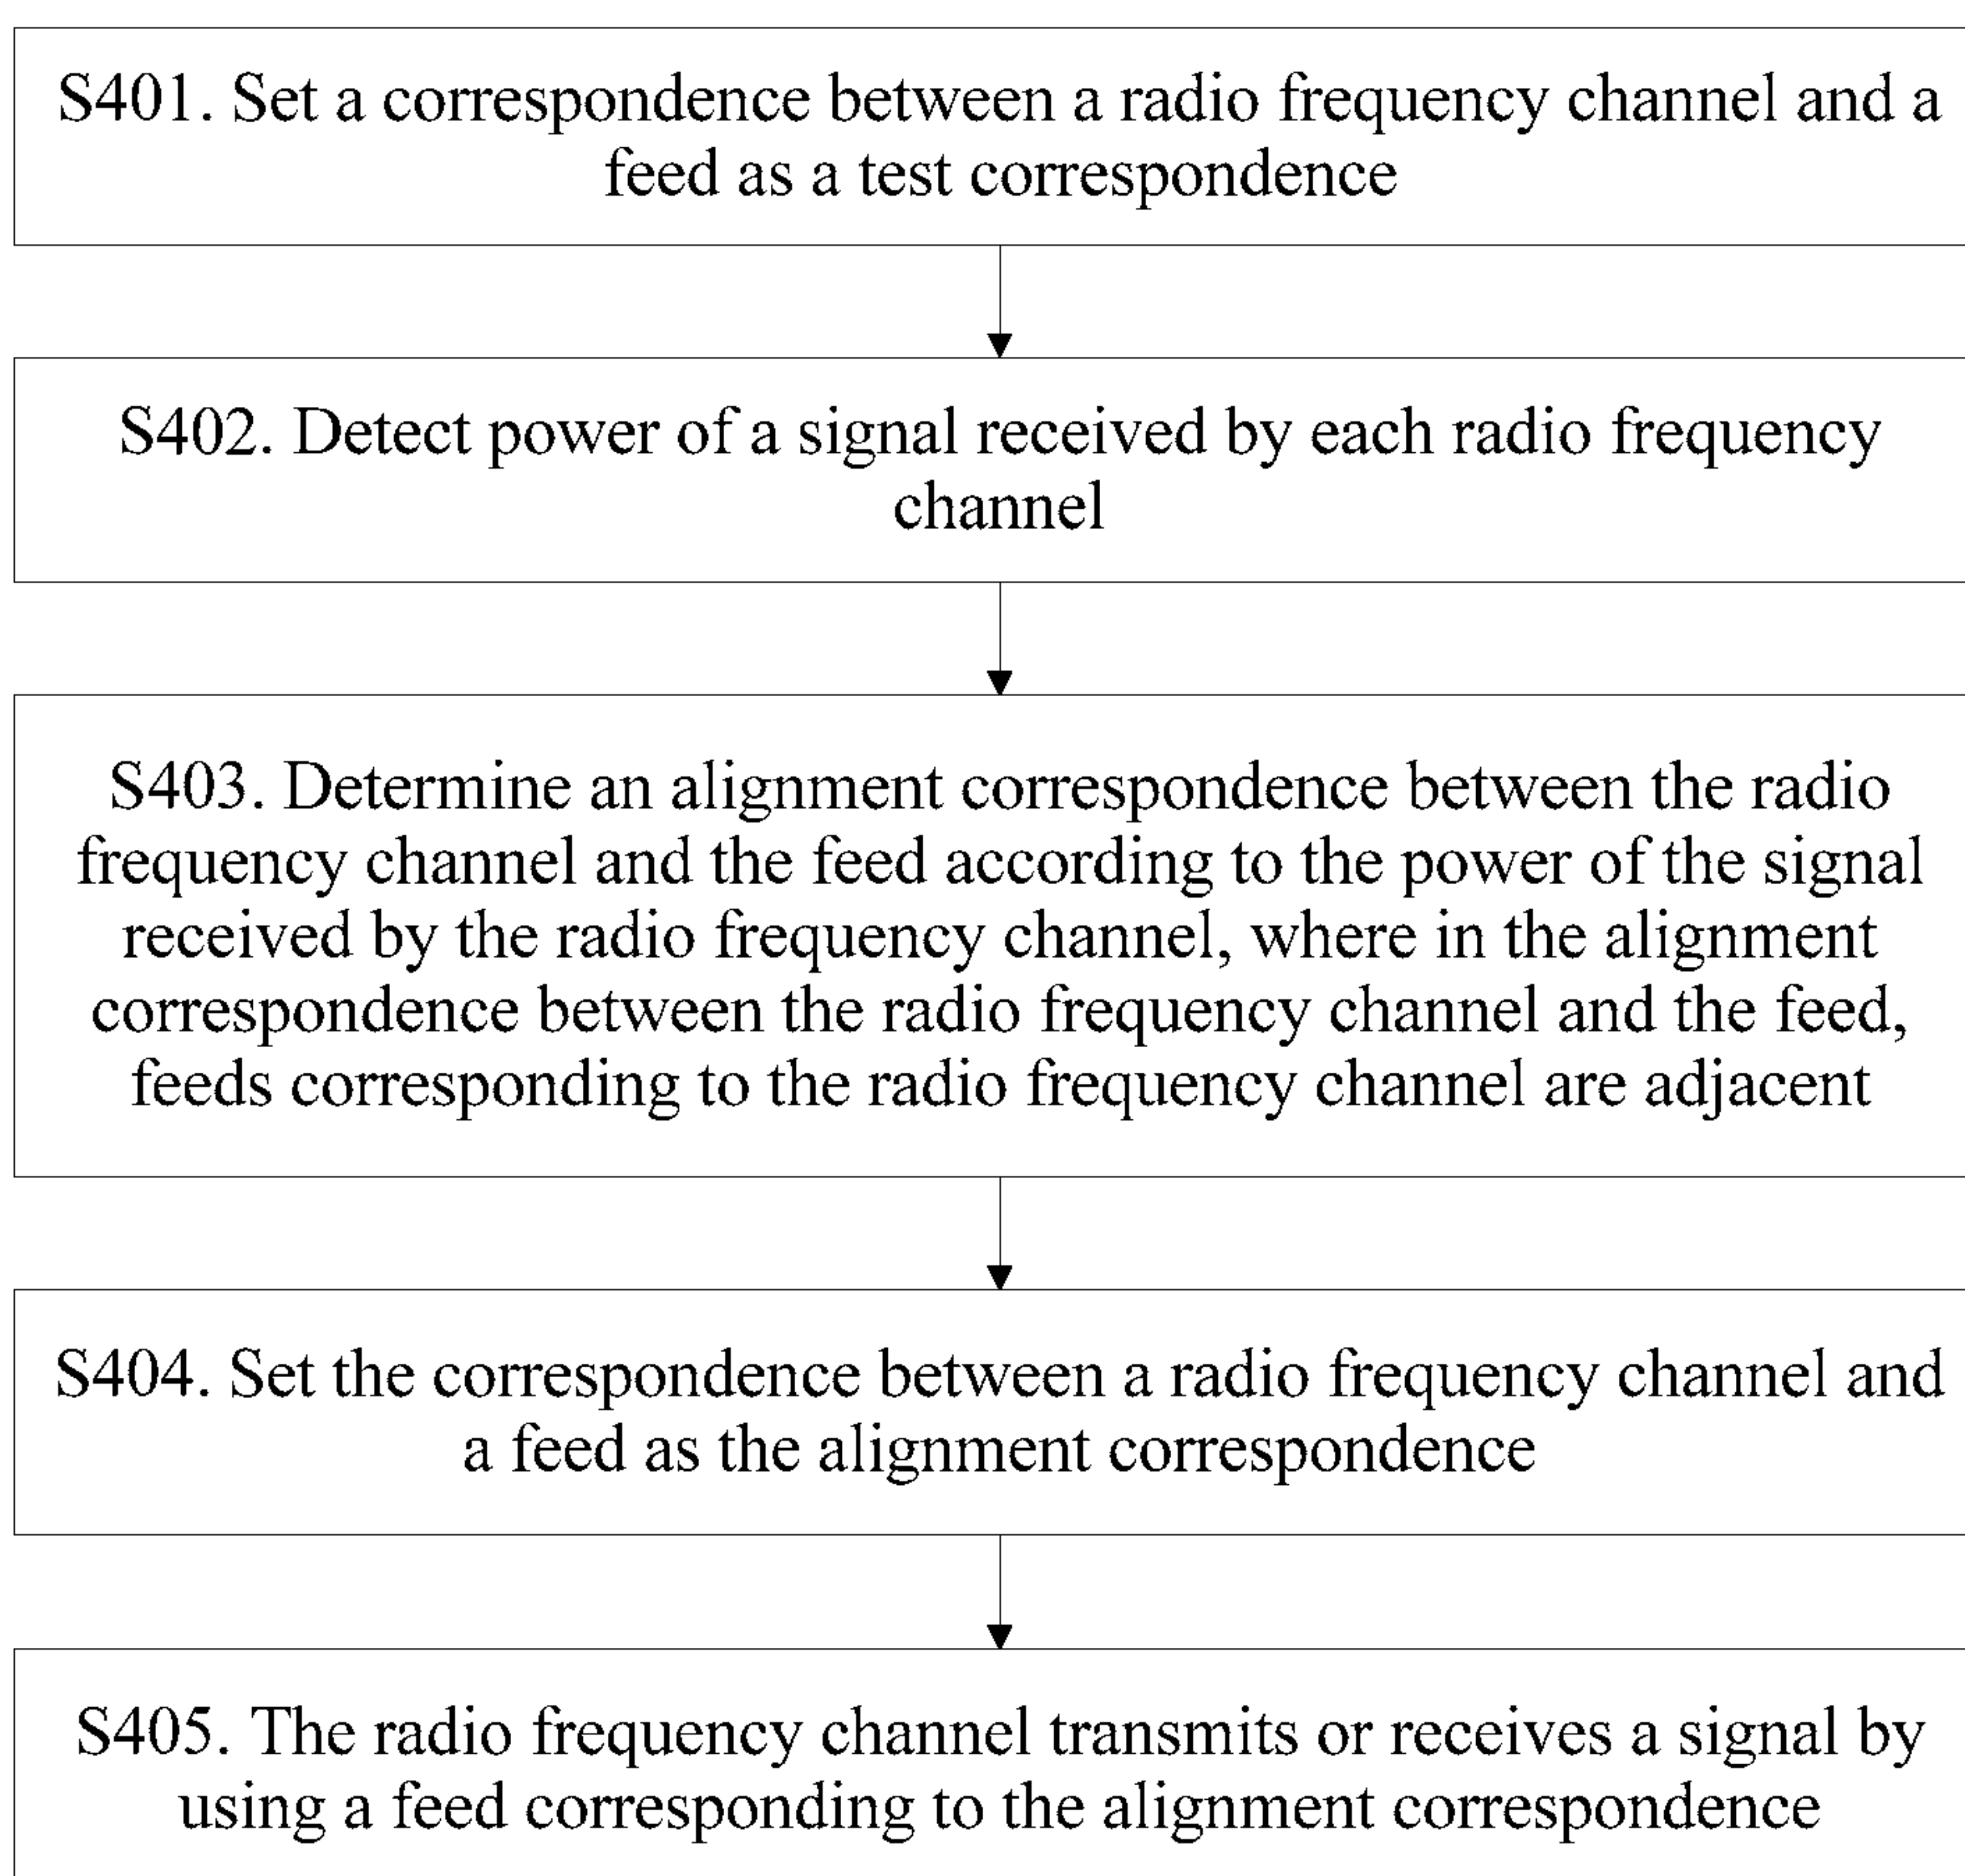 S401. Set a correspondence between a radio frequency channel and a
feed as a test correspondence
S402. Detect power of a signal received by each radio frequency
channel
S403. Determine an alignment correspondence between the radio
frequency channel and the feed according to the power of the signal
received by the radio frequency channel, where in the alignment
correspondence between the radio frequency channel and the feed,
feeds corresponding to the radio frequency channel are adjacent
S404. Set the correspondence between a radio frequency channel and
a feed as the alignment correspondence
S405. The radio frequency channel transmits or receives a signal by
using a feed corresponding to the alignment correspondence